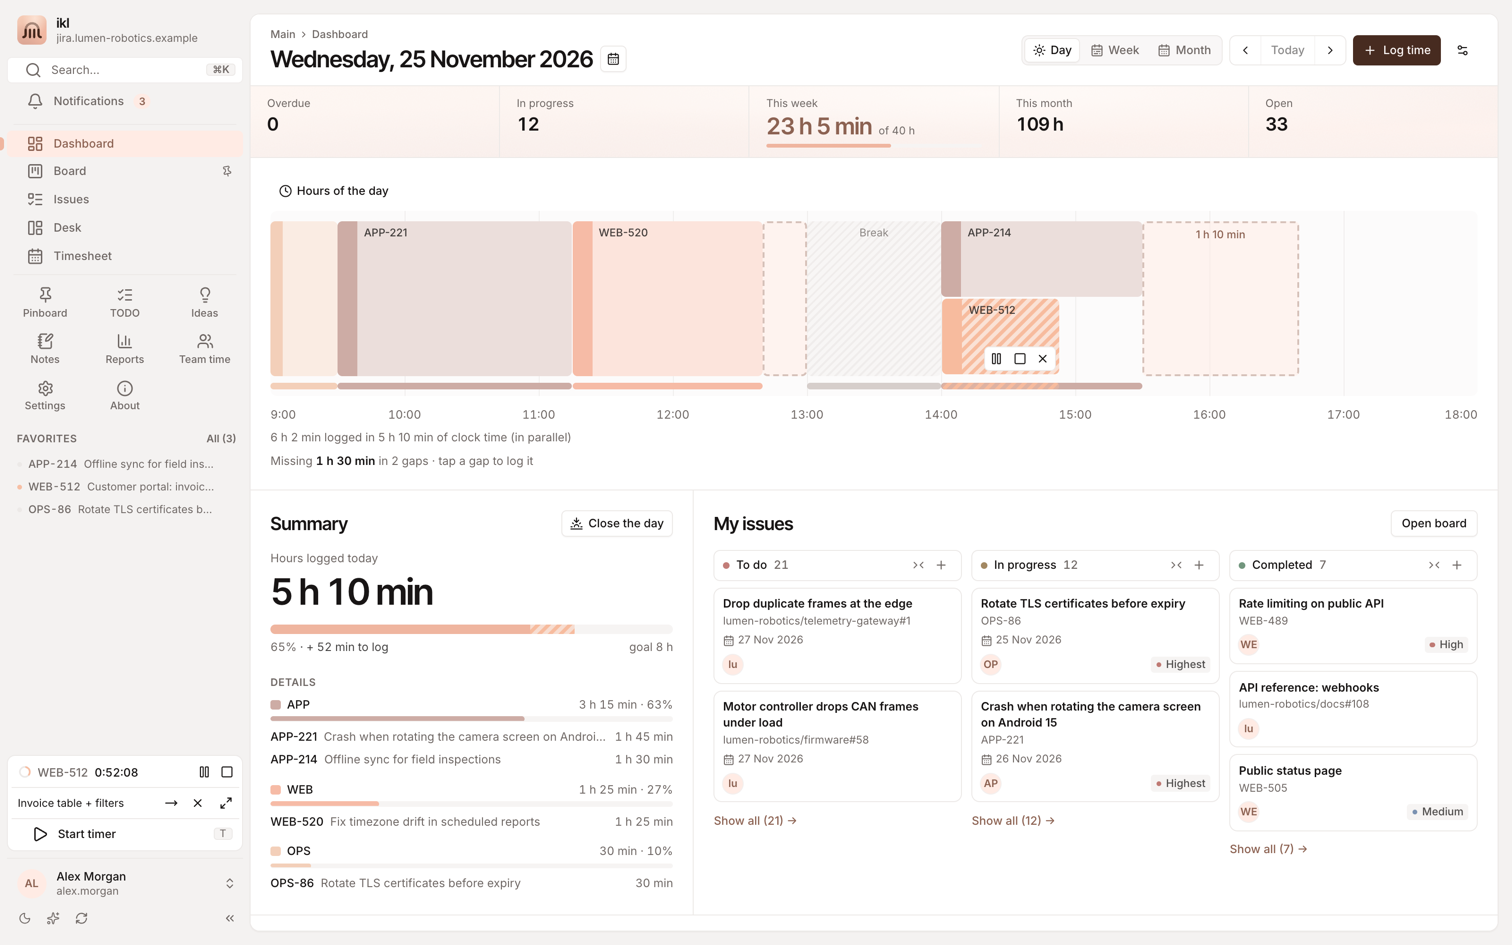 ikl
jira.lumen-robotics.example
Search...
⌘K
Notifications 3
Dashboard
Board
Issues
Desk
Timesheet
Pinboard TODO Ideas
Notes Reports Team time
Settings About
FAVORITES All (3)
APP-214 Offline sync for field ins...
WEB-512 Customer portal: invoic...
OPS-86 Rotate TLS certificates b...
WEB-512 0:52:08
Invoice table + filters
Start timer T
AL Alex Morgan
alex.morgan
Main › Dashboard
Wednesday, 25 November 2026
Day Week Month
Today
+ Log time
Overdue
0
In progress
12
This week
23 h 5 min of 40 h
This month
109 h
Open
33
Hours of the day
APP-221 WEB-520 Break APP-214 1 h 10 min
WEB-512
9:00 10:00 11:00 12:00 13:00 14:00 15:00 16:00 17:00 18:00
6 h 2 min logged in 5 h 10 min of clock time (in parallel)
Missing 1 h 30 min in 2 gaps · tap a gap to log it
Summary
Close the day
Hours logged today
5 h 10 min
65% · + 52 min to log goal 8 h
DETAILS
APP 3 h 15 min · 63%
APP-221 Crash when rotating the camera screen on Androi... 1 h 45 min
APP-214 Offline sync for field inspections 1 h 30 min
WEB 1 h 25 min · 27%
WEB-520 Fix timezone drift in scheduled reports 1 h 25 min
OPS 30 min · 10%
OPS-86 Rotate TLS certificates before expiry 30 min
My issues
Open board
To do 21
Drop duplicate frames at the edge
lumen-robotics/telemetry-gateway#1
27 Nov 2026
lu
Motor controller drops CAN frames
under load
lumen-robotics/firmware#58
27 Nov 2026
lu
Show all (21) →
In progress 12
Rotate TLS certificates before expiry
OPS-86
25 Nov 2026
OP Highest
Crash when rotating the camera screen
on Android 15
APP-221
26 Nov 2026
AP Highest
Show all (12) →
Completed 7
Rate limiting on public API
WEB-489
WE High
API reference: webhooks
lumen-robotics/docs#108
lu
Public status page
WEB-505
WE Medium
Show all (7) →